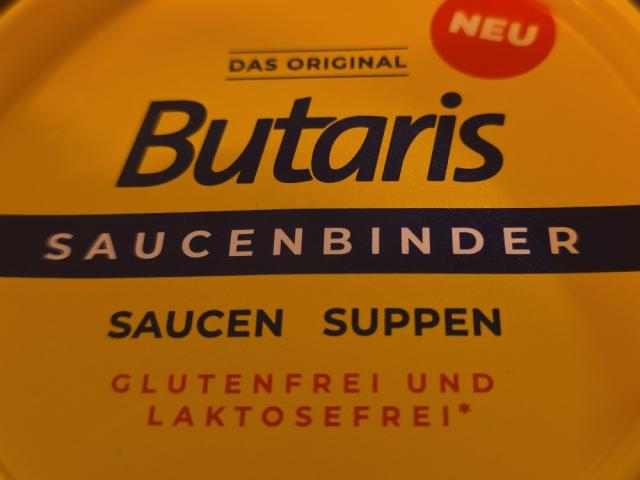 NEU
DAS ORIGINAL
Butaris
SAUCENBINDER
SAUCEN SUPPEN
GLUTENFREI UND
LAKTOSEFREI*